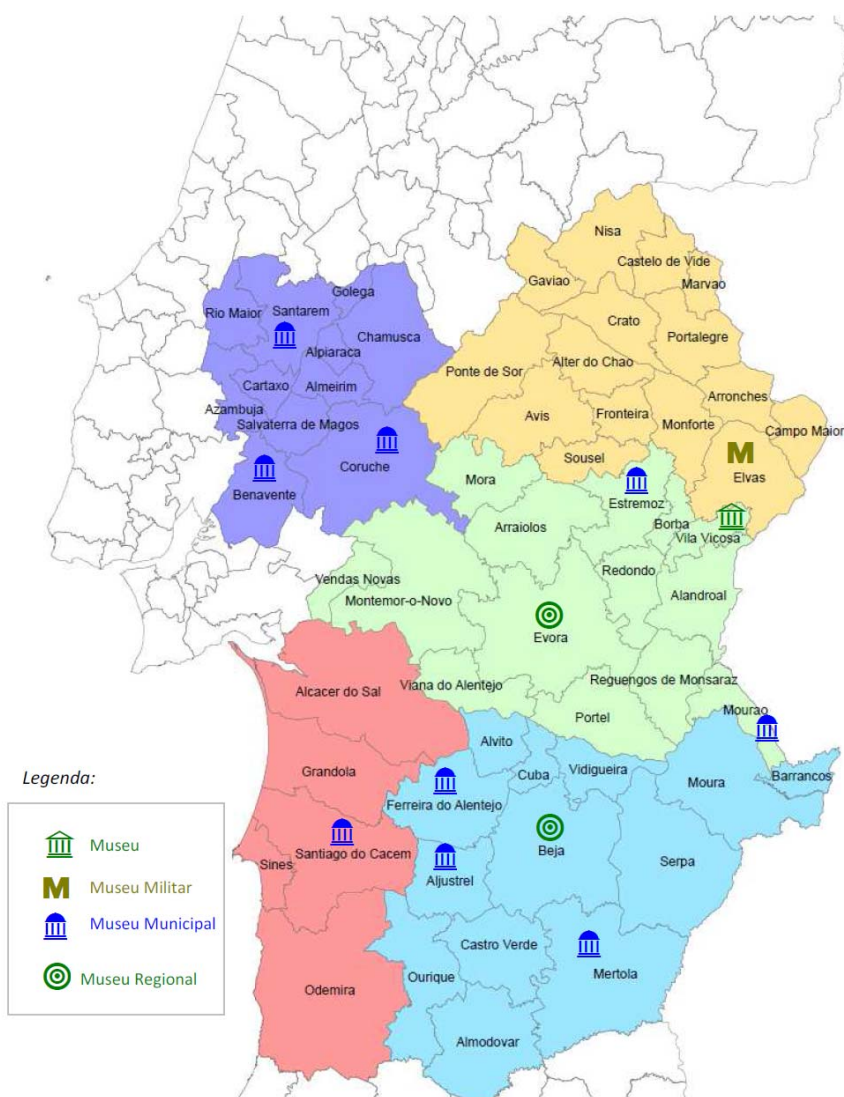 Nisa
Castelo de Vide
Gaviao
Marvao
Golega
Rio Maior
Santarem
Crato
Chamusca
Portalegre
Alpiaraca
Alter do Chao
Ponte de Sor
Cartaxo
Almeirim
Arronches
Azambuja
Avis
Fronteira
Salvaterra de Magos
Monforte
Campo Maior
Sousel
M
Coruche
Mora
Elvas
Benavente
Estremoz
Arraiolos
Borba
Vila Vicosa
Redondo
Vendas Novas
Alandroal
Montemor-o-Novo
Evora
Reguengos de Monsaraz
Viana do Alentejo
Alcacer do Sal
Mourao
Portel
Alvito
Grandola
Cuba
Vidigueira
Barrancos
Moura
Ferreira do Alentejo
Beja
Santiago do Cacem
Serpa
Sines
Aljustrel
Castro Verde
Ourique
Mertola
Odemira
Almodovar
Legenda:
Museu
M Museu Militar
Museu Municipal
Museu Regional